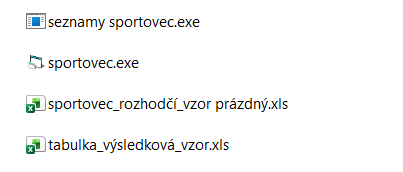 seznamy sportovec.exe
sportovec.exe
sportovec_rozhodčí_vzor prázdný.xls
tabulka_výsledková_vzor.xls